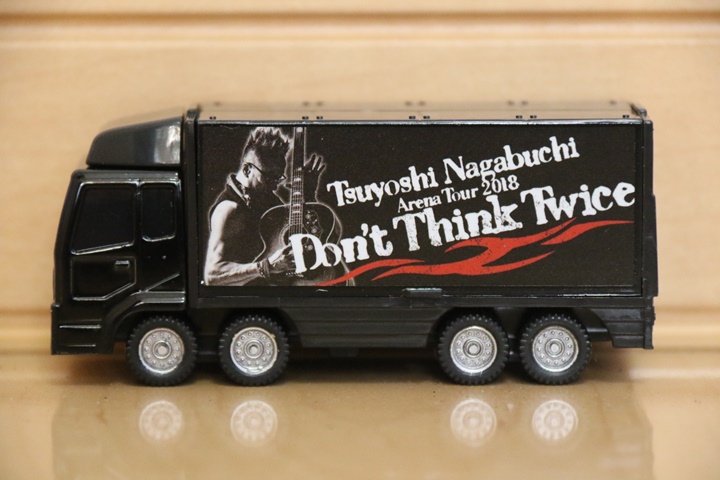 Tsuyoshi Nagabuchi
Arena Tour 2018
Don't Think Twice